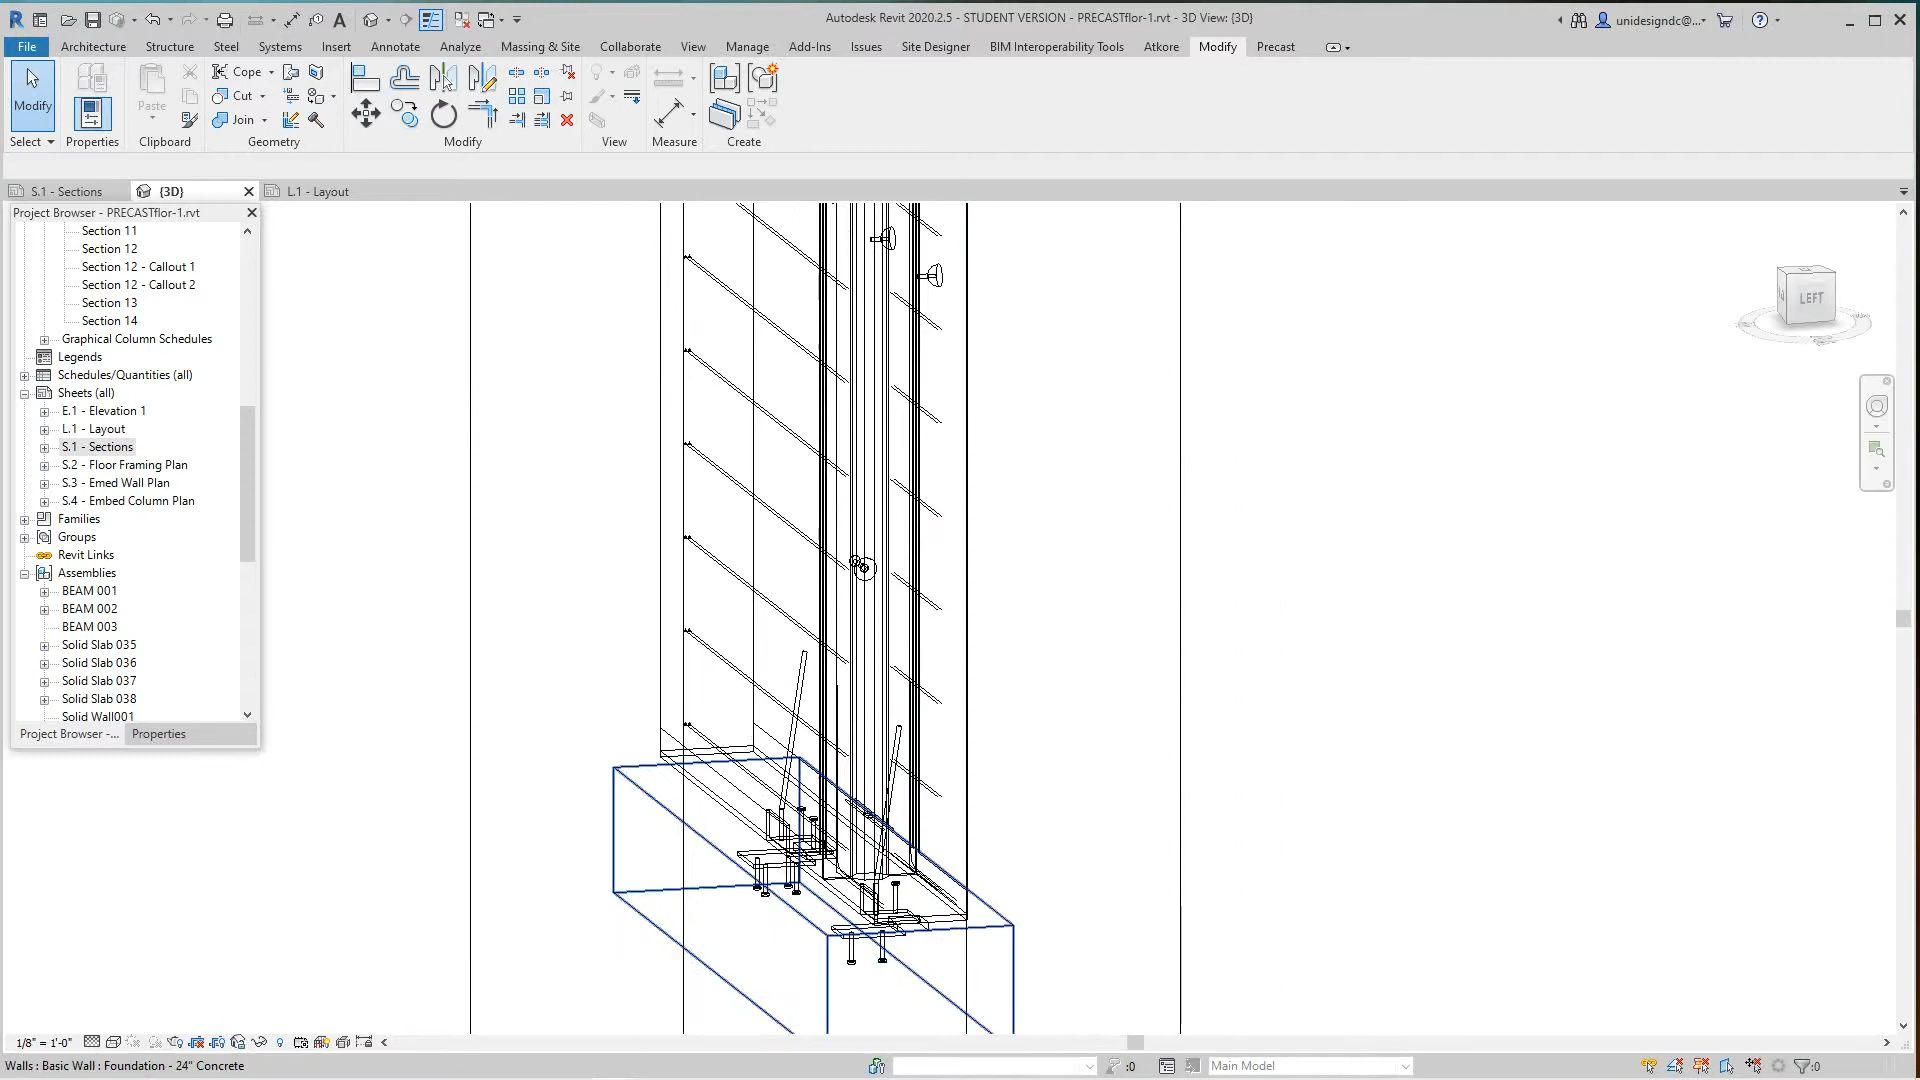 Autodesk Revit 2020.2.5 - STUDENT VERSION - PRECASTflor-1.rvt - 3D View: {3D}
unidesigndc@...
File Architecture Structure Steel Systems Insert Annotate Analyze Massing & Site Collaborate View Manage Add-Ins Issues Site Designer BIM Interoperability Tools Atkore Modify Precast
Modify
Paste
Cope
Cut
Join
Select Properties Clipboard Geometry Modify View Measure Create
S.1 - Sections {3D} L.1 - Layout
Project Browser - PRECASTflor-1.rvt
Section 11
Section 12
Section 12 - Callout 1
Section 12 - Callout 2
Section 13
Section 14
Graphical Column Schedules
Legends
Schedules/Quantities (all)
Sheets (all)
E.1 - Elevation 1
L.1 - Layout
S.1 - Sections
S.2 - Floor Framing Plan
S.3 - Emed Wall Plan
S.4 - Embed Column Plan
Families
Groups
Revit Links
Assemblies
BEAM 001
BEAM 002
BEAM 003
Solid Slab 035
Solid Slab 036
Solid Slab 037
Solid Slab 038
Solid Wall001
Project Browser -... Properties
LEFT
1/8" = 1'-0"
Walls : Basic Wall : Foundation - 24" Concrete
:0
Main Model
:0